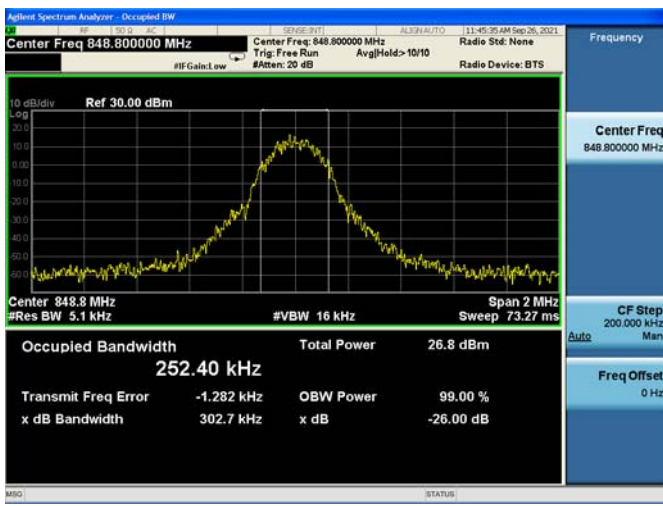 Agilent Spectrum Analyzer - Occupied BW
RF 50 Ω AC SENSE:INT ALIGN AUTO 11:45:35 AM Sep 26, 2021
Center Freq 848.800000 MHz
Center Freq: 848.800000 MHz
Radio Std: None
Trig: Free Run
Avg|Hold:>10/10
#IFGain:Low
#Atten: 20 dB
Radio Device: BTS
Frequency
10 dB/div
Ref 30.00 dBm
Log
20.0
10.0
0.00
-10.0
-20.0
-30.0
-40.0
-50.0
-60.0
Center 848.8 MHz
Span 2 MHz
#Res BW 5.1 kHz
#VBW 16 kHz
Sweep 73.27 ms
Center Freq
848.800000 MHz
CF Step
200.000 kHz
Auto Man
Freq Offset
0 Hz
Occupied Bandwidth
Total Power 26.8 dBm
252.40 kHz
Transmit Freq Error -1.282 kHz
OBW Power 99.00 %
x dB Bandwidth 302.7 kHz
x dB -26.00 dB
MSG
STATUS